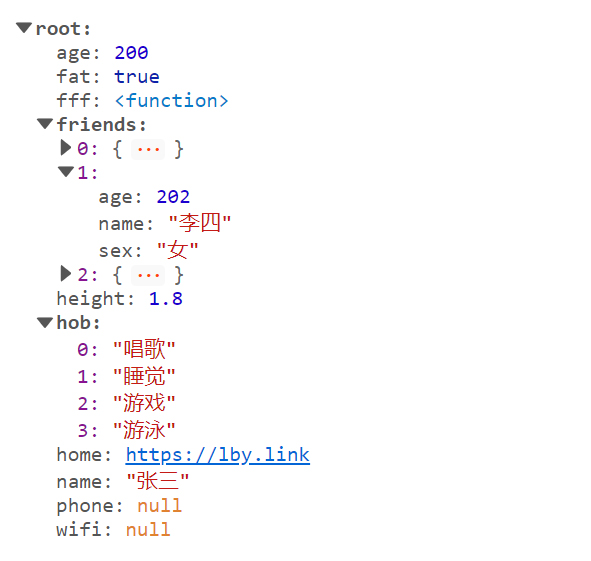 root:
age: 200
fat: true
fff: <function>
friends:
0: { ··· }
1:
age: 202
name: "李四"
sex: "女"
2: { ··· }
height: 1.8
hob:
0: "唱歌"
1: "睡觉"
2: "游戏"
3: "游泳"
home: https://lby.link
name: "张三"
phone: null
wifi: null